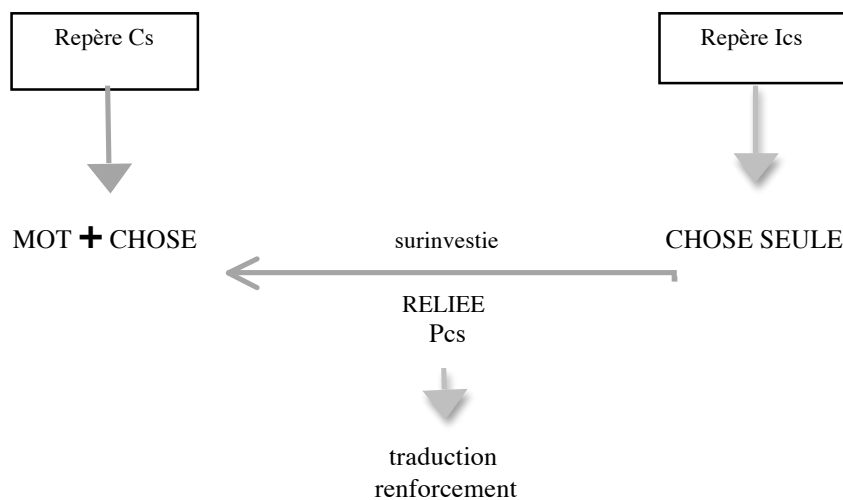 Repère Cs
Repère Ics
MOT + CHOSE
surinvestie
CHOSE SEULE
RELIEE
Pcs
traduction
renforcement